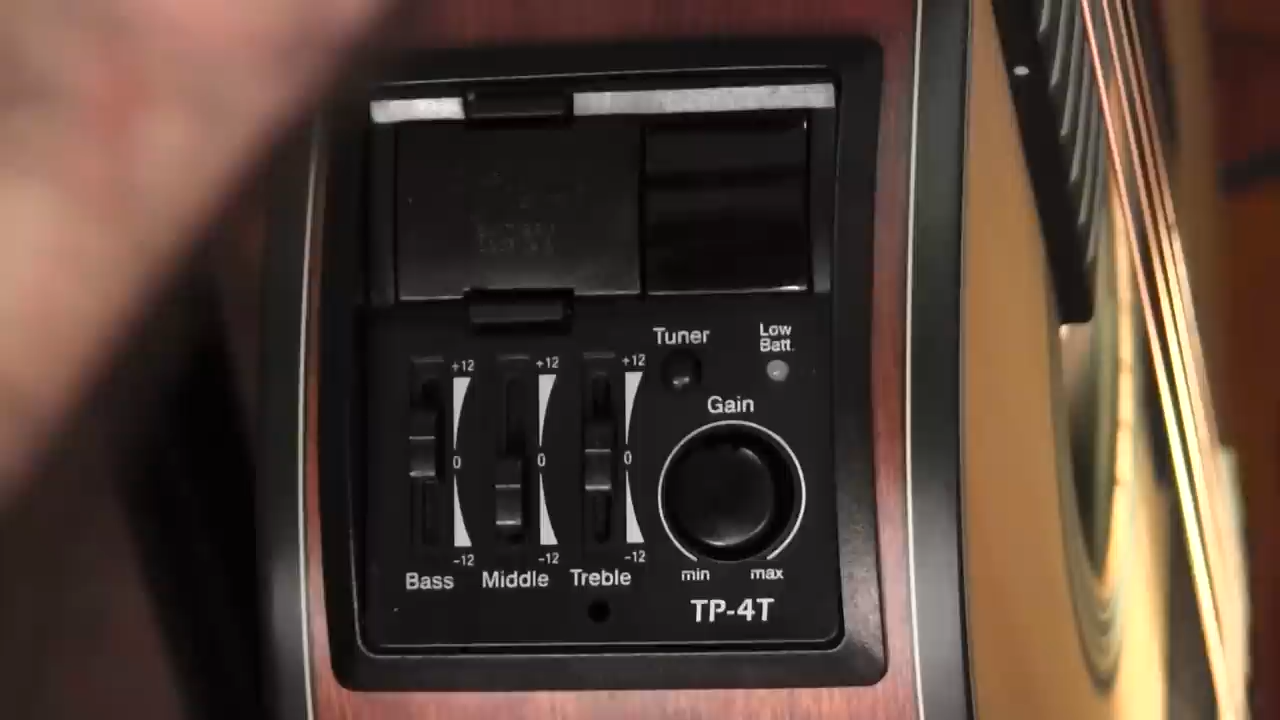 Tuner
Low
Batt.
+12
+12
+12
Gain
0
0
0
-12
-12
-12
Bass
Middle
Treble
min
max
TP-4T